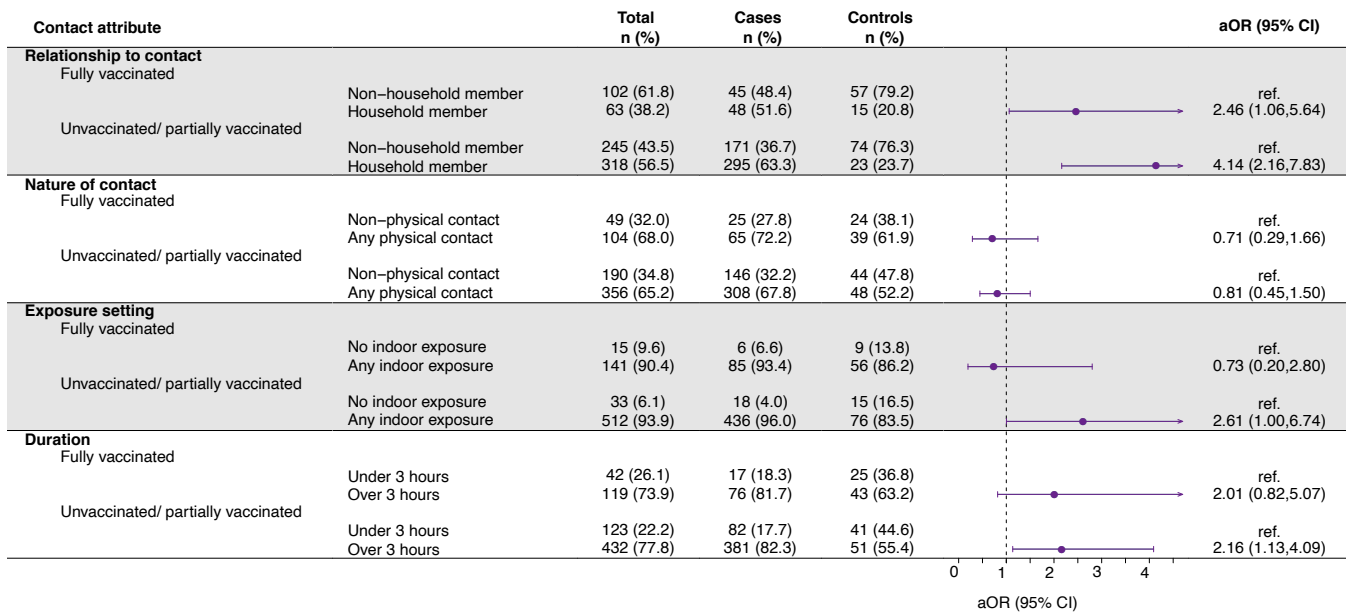 Contact attribute Total n (%) Cases n (%) Controls n (%) aOR (95% CI)
Relationship to contact
Fully vaccinated
Non−household member 102 (61.8) 45 (48.4) 57 (79.2) ref.
Household member 63 (38.2) 48 (51.6) 15 (20.8) 2.46 (1.06,5.64)
Unvaccinated/ partially vaccinated
Non−household member 245 (43.5) 171 (36.7) 74 (76.3) ref.
Household member 318 (56.5) 295 (63.3) 23 (23.7) 4.14 (2.16,7.83)
Nature of contact
Fully vaccinated
Non−physical contact 49 (32.0) 25 (27.8) 24 (38.1) ref.
Any physical contact 104 (68.0) 65 (72.2) 39 (61.9) 0.71 (0.29,1.66)
Unvaccinated/ partially vaccinated
Non−physical contact 190 (34.8) 146 (32.2) 44 (47.8) ref.
Any physical contact 356 (65.2) 308 (67.8) 48 (52.2) 0.81 (0.45,1.50)
Exposure setting
Fully vaccinated
No indoor exposure 15 (9.6) 6 (6.6) 9 (13.8) ref.
Any indoor exposure 141 (90.4) 85 (93.4) 56 (86.2) 0.73 (0.20,2.80)
Unvaccinated/ partially vaccinated
No indoor exposure 33 (6.1) 18 (4.0) 15 (16.5) ref.
Any indoor exposure 512 (93.9) 436 (96.0) 76 (83.5) 2.61 (1.00,6.74)
Duration
Fully vaccinated
Under 3 hours 42 (26.1) 17 (18.3) 25 (36.8) ref.
Over 3 hours 119 (73.9) 76 (81.7) 43 (63.2) 2.01 (0.82,5.07)
Unvaccinated/ partially vaccinated
Under 3 hours 123 (22.2) 82 (17.7) 41 (44.6) ref.
Over 3 hours 432 (77.8) 381 (82.3) 51 (55.4) 2.16 (1.13,4.09)
0 1 2 3 4
aOR (95% CI)